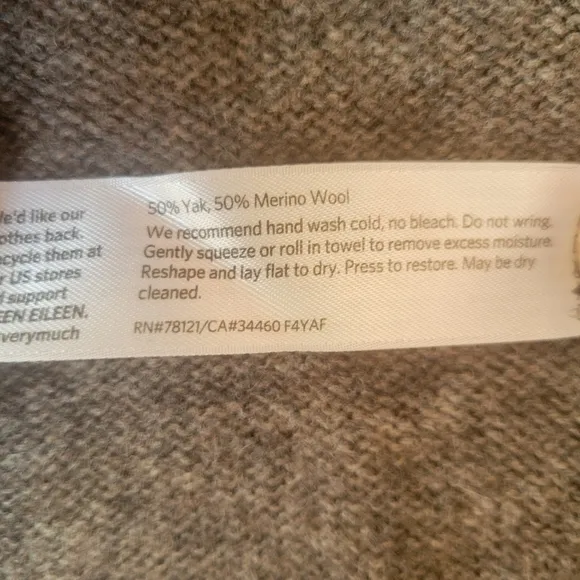 e'd like our
othes back.
cycle them at
r US stores
d support
EEN EILEEN.
verymuch
50% Yak, 50% Merino Wool
We recommend hand wash cold, no bleach. Do not wring.
Gently squeeze or roll in towel to remove excess moisture.
Reshape and lay flat to dry. Press to restore. May be dry
cleaned.
RN#78121/CA#34460 F4YAF